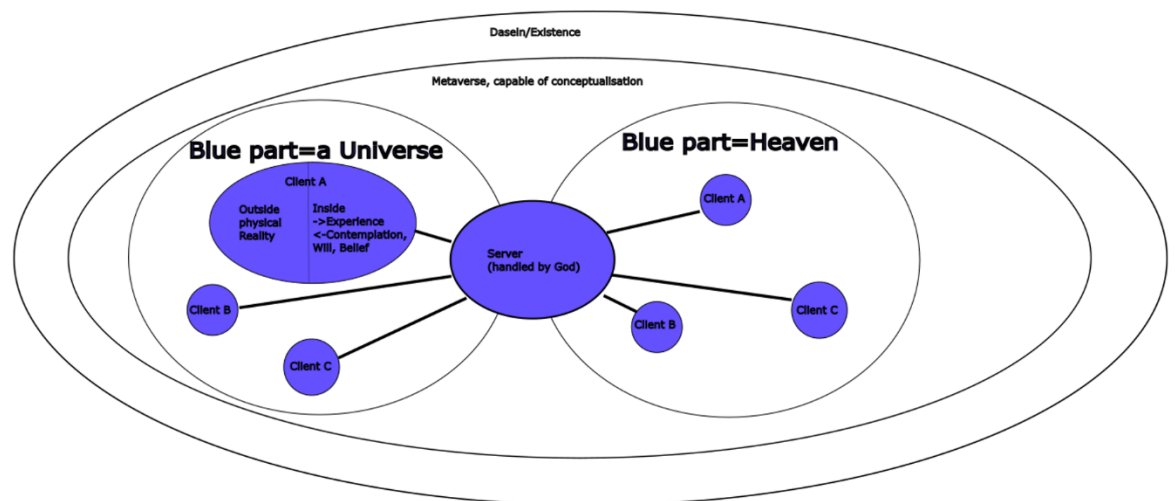 Dasein/Existence
Metaverse, capable of conceptualisation
Blue part=a Universe
Blue part=Heaven
Client A
Outside
physical
Reality
Inside
->Experience
<-Contemplation,
Will, Belief
Client B
Client C
Server
(handled by God)
Client A
Client B
Client C